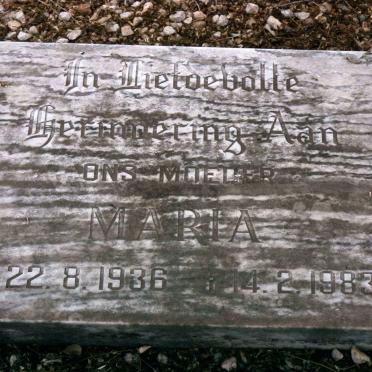 In Liefdevolle
Herinnering Aan
ONS MOEDER
MARIA
22.8.1936 † 14.2.1983